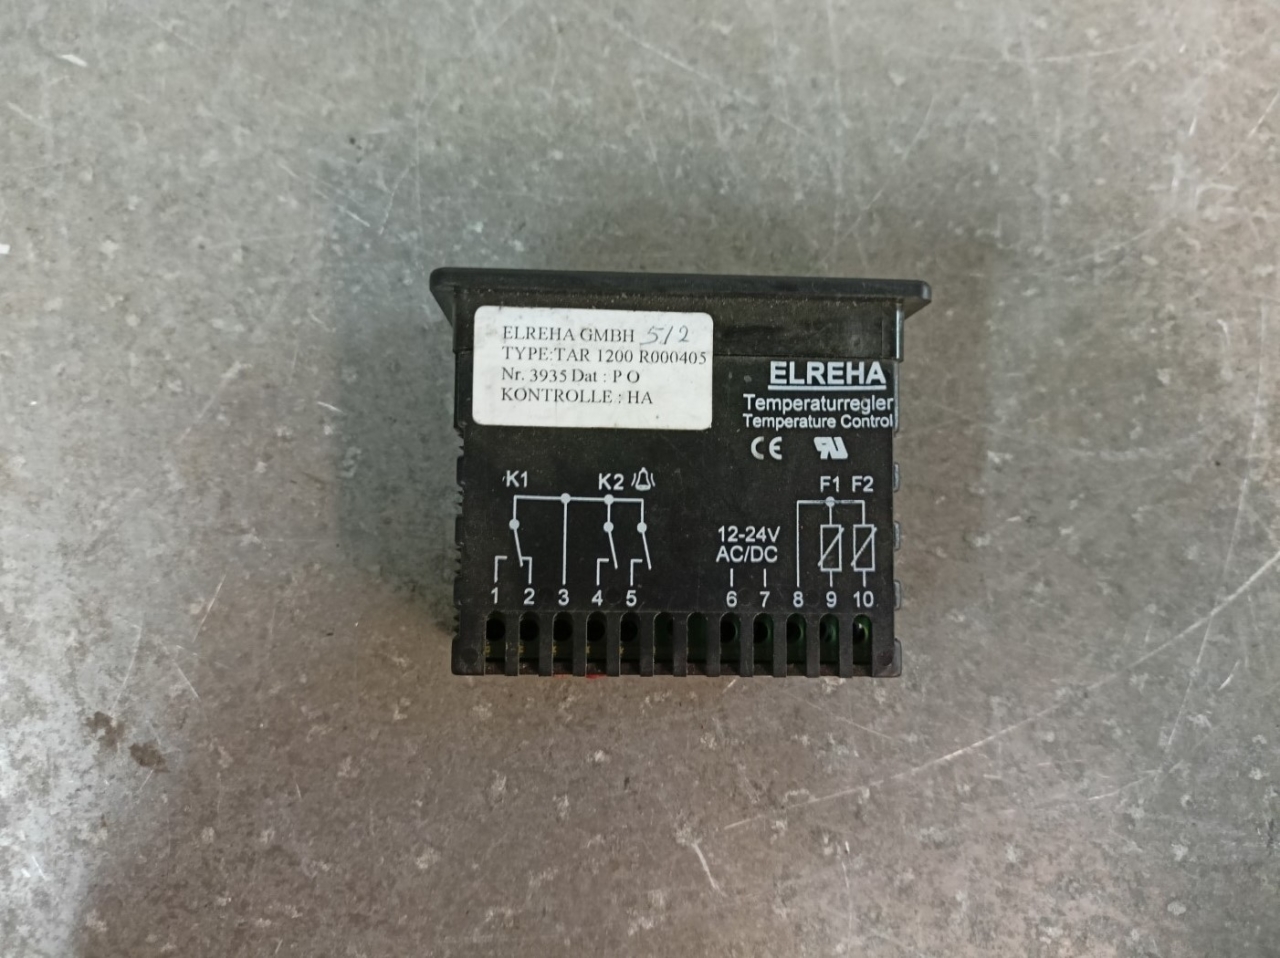 ELREHA GMBH 5/2
TYPE:TAR 1200 R000405
Nr. 3935 Dat : P O
KONTROLLE : HA
ELREHA
Temperaturregler
Temperature Control
CE RU
K1 K2 F1 F2
12-24V
AC/DC
1 2 3 4 5 6 7 8 9 10